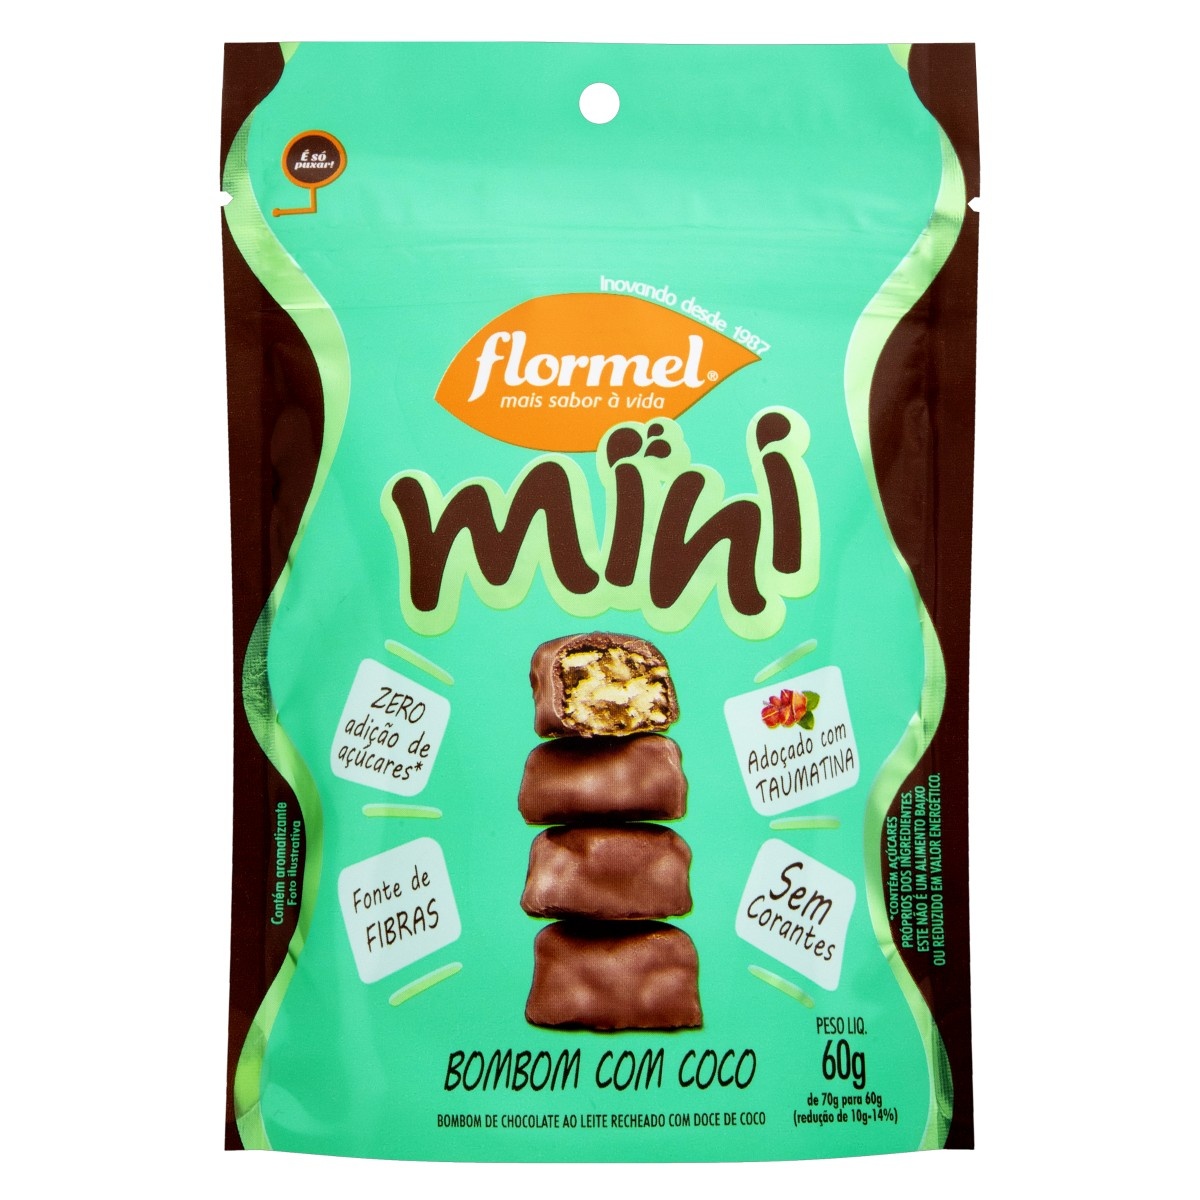 É só
puxar!
Inovando desde 1987
flormel®
mais sabor à vida
mini
ZERO
adição de
açúcares*
Adoçado com
TAUMATINA
Fonte de
FIBRAS
Sem
Corantes
Contém aromatizante
Foto ilustrativa
*CONTÉM AÇÚCARES
PRÓPRIOS DOS INGREDIENTES.
ESTE NÃO É UM ALIMENTO BAIXO
OU REDUZIDO EM VALOR ENERGÉTICO.
BOMBOM COM COCO
BOMBOM DE CHOCOLATE AO LEITE RECHEADO COM DOCE DE COCO
PESO LIQ.
60g
de 70g para 60g
(redução de 10g-14%)